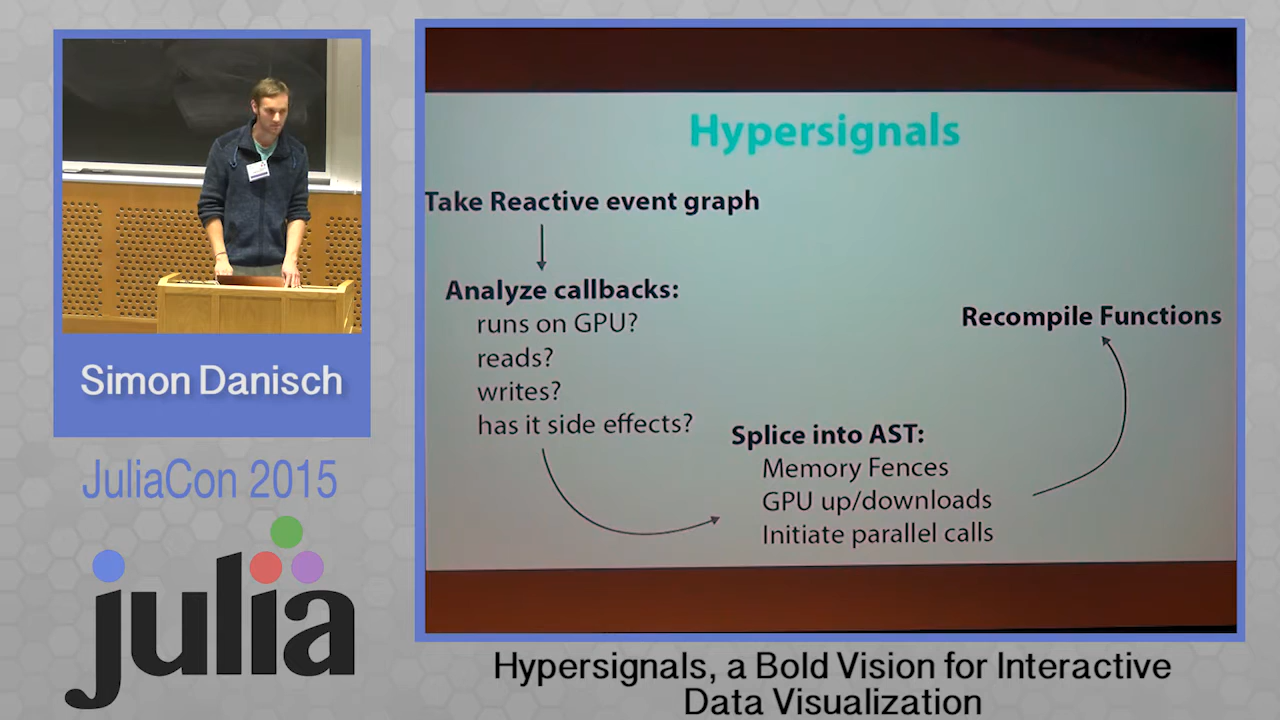 Simon Danisch
JuliaCon 2015
julia
Hypersignals
Take Reactive event graph
Analyze callbacks:
runs on GPU?
reads?
writes?
has it side effects?
Splice into AST:
Memory Fences
GPU up/downloads
Initiate parallel calls
Recompile Functions
Hypersignals, a Bold Vision for Interactive
Data Visualization